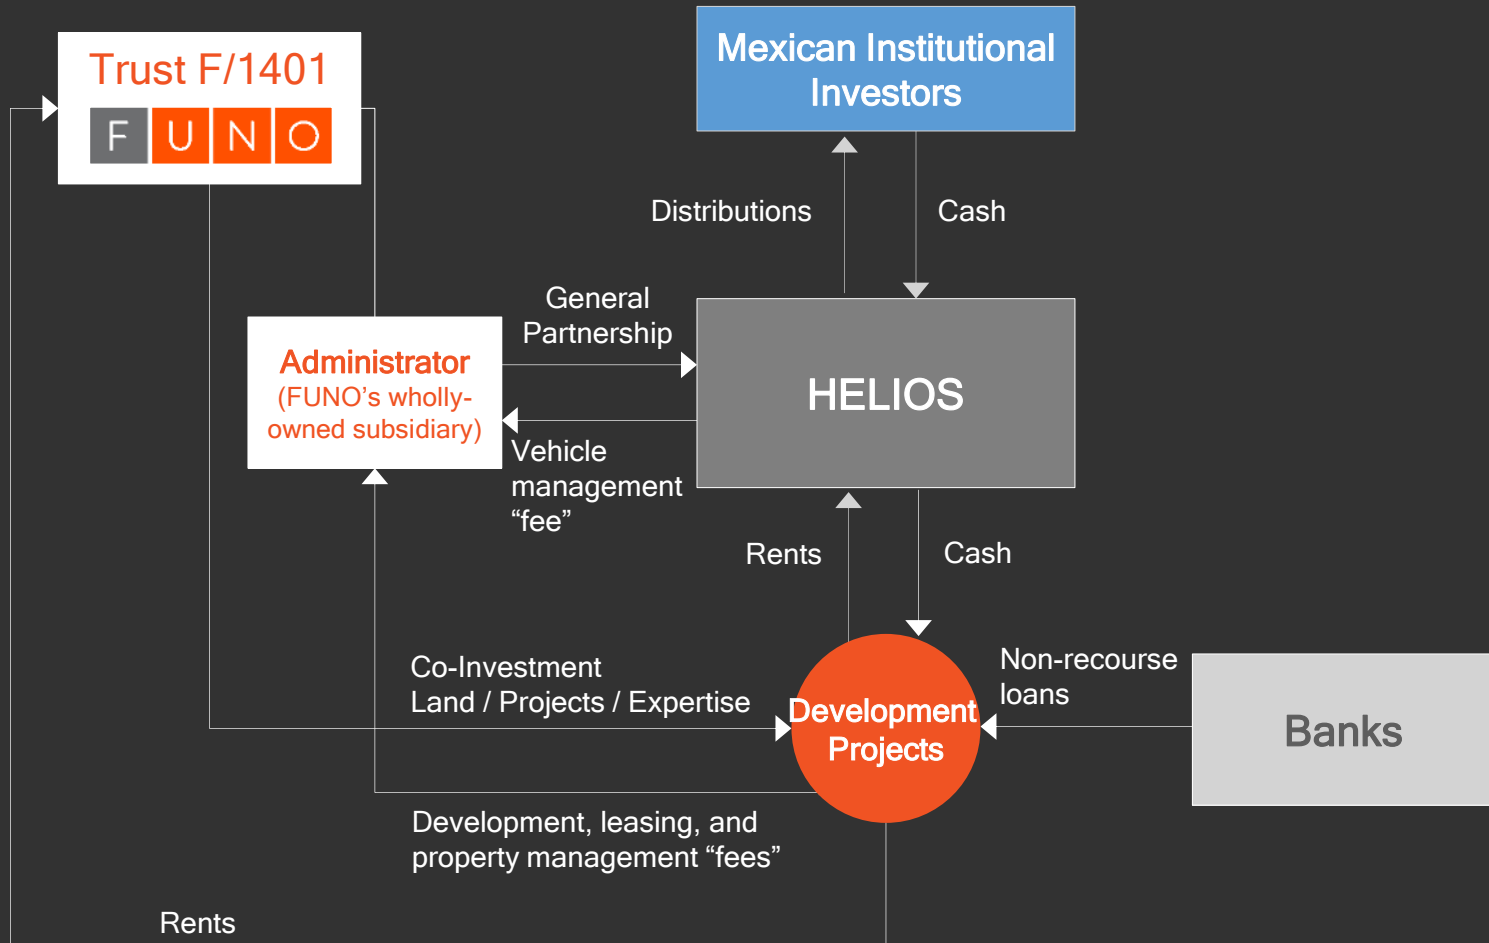 Trust F/1401
FUNO
Mexican Institutional
Investors
Distributions
Cash
General
Partnership
Administrator
(FUNO’s wholly-
owned subsidiary)
HELIOS
Vehicle
management
“fee”
Rents
Cash
Co-Investment
Land / Projects / Expertise
Development
Projects
Non-recourse
loans
Banks
Development, leasing, and
property management “fees”
Rents